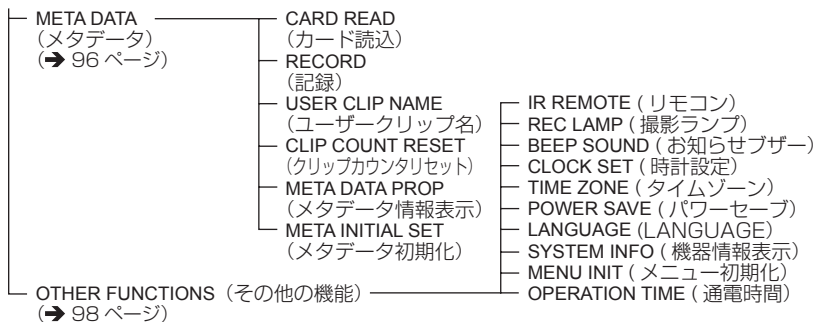 META DATA
(メタデータ)
(➔ 96 ページ)
CARD READ
(カード読込)
RECORD
(記録)
USER CLIP NAME
(ユーザークリップ名)
CLIP COUNT RESET
(クリップカウンタリセット)
META DATA PROP
(メタデータ情報表示)
META INITIAL SET
(メタデータ初期化)
OTHER FUNCTIONS(その他の機能)
(➔ 98 ページ)
IR REMOTE ( リモコン)
REC LAMP ( 撮影ランプ)
BEEP SOUND ( お知らせブザー)
CLOCK SET ( 時計設定)
TIME ZONE ( タイムゾーン)
POWER SAVE ( パワーセーブ)
LANGUAGE (LANGUAGE)
SYSTEM INFO ( 機器情報表示)
MENU INIT ( メニュー初期化)
OPERATION TIME ( 通電時間)